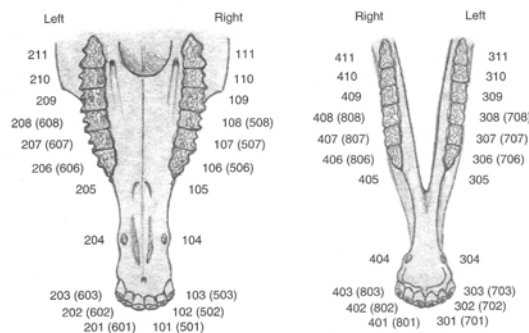 Left Right
211 111
210 110
209 109
208 (608) 108 (508)
207 (607) 107 (507)
206 (606) 106 (506)
205 105
204 104
203 (603) 103 (503)
202 (602) 102 (502)
201 (601) 101 (501)
Right Left
411 311
410 310
409 309
408 (808) 308 (708)
407 (807) 307 (707)
406 (806) 306 (706)
405 305
404 304
403 (803) 303 (703)
402 (802) 302 (702)
401 (801) 301 (701)